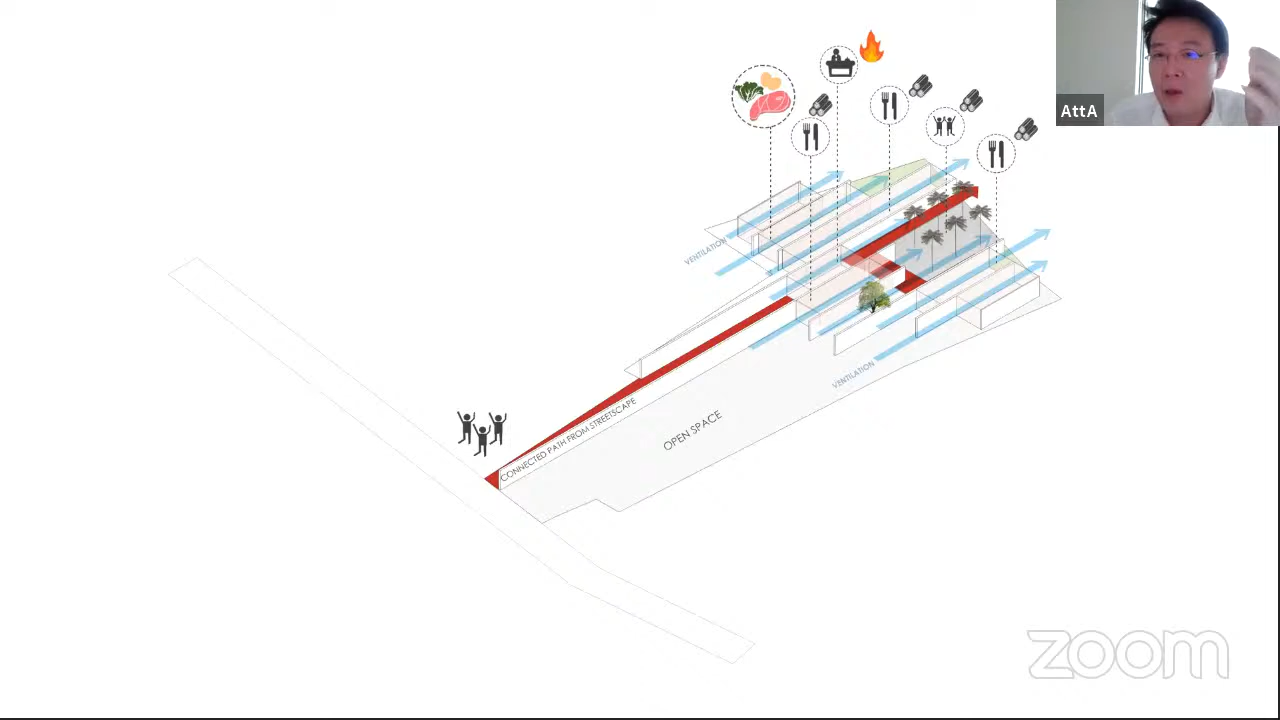 AttA
VENTILATION
VENTILATION
CONNECTED PATH FROM STREETSCAPE
OPEN SPACE
zoom